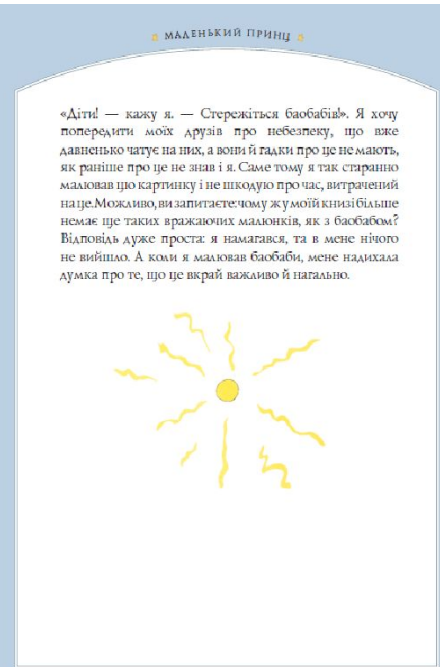 МАЛЕНЬКИЙ ПРИНЦ
«Діти! — кажу я. — Стережіться баобабів!». Я хочу
попередити моїх друзів про небезпеку, що вже
давненько чатує на них, а вони й гадки про це не мають,
як раніше про це не знав і я. Саме тому я так старанно
малював цю картинку і не шкодую про час, витрачений
на це. Можливо, ви запитаєте: чому ж у моїй книзі більше
немає ще таких вражаючих малюнків, як з баобабом?
Відповідь дуже проста: я намагався, та в мене нічого
не вийшло. А коли я малював баобаби, мене надихала
думка про те, що це вкрай важливо й нагально.